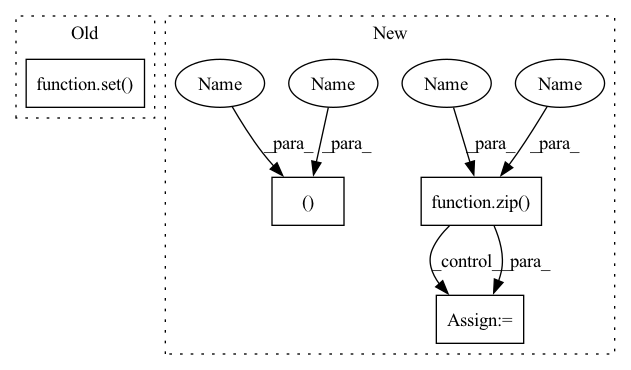 Old
New
function.set()
Name
Name
Name
Name
_para_
_para_
_para_
_para_
()
function.zip()
_control_
_para_
Assign:=